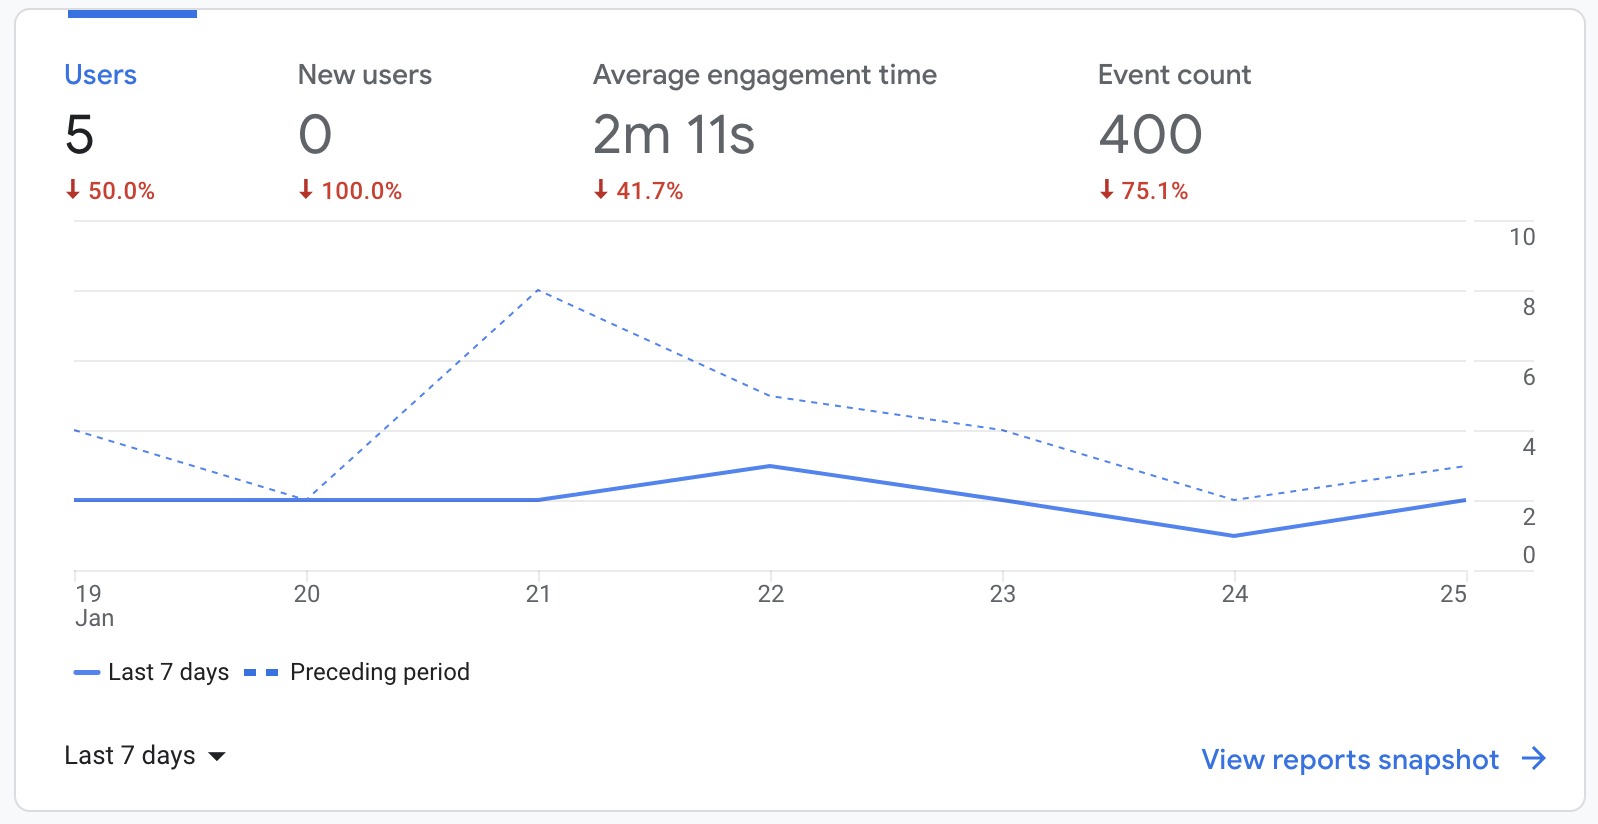 Users
5
50.0%
New users
0
100.0%
Average engagement time
2m 11s
41.7%
Event count
400
75.1%
10
8
6
4
2
0
19
Jan
20
21
22
23
24
25
Last 7 days
Preceding period
Last 7 days
View reports snapshot